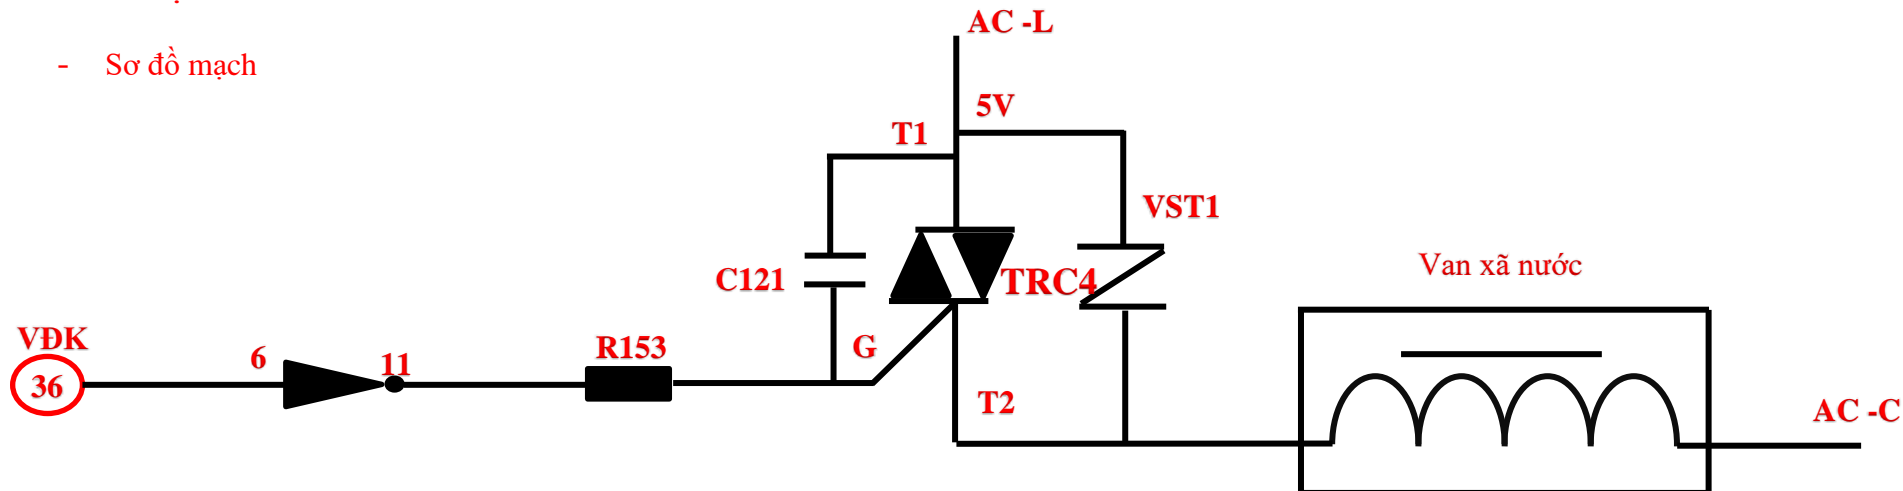 - Sơ đồ mạch
AC -L
5V
T1
VST1
C121
TRC4
Van xã nước
VĐK
36
6
11
R153
G
T2
AC -C